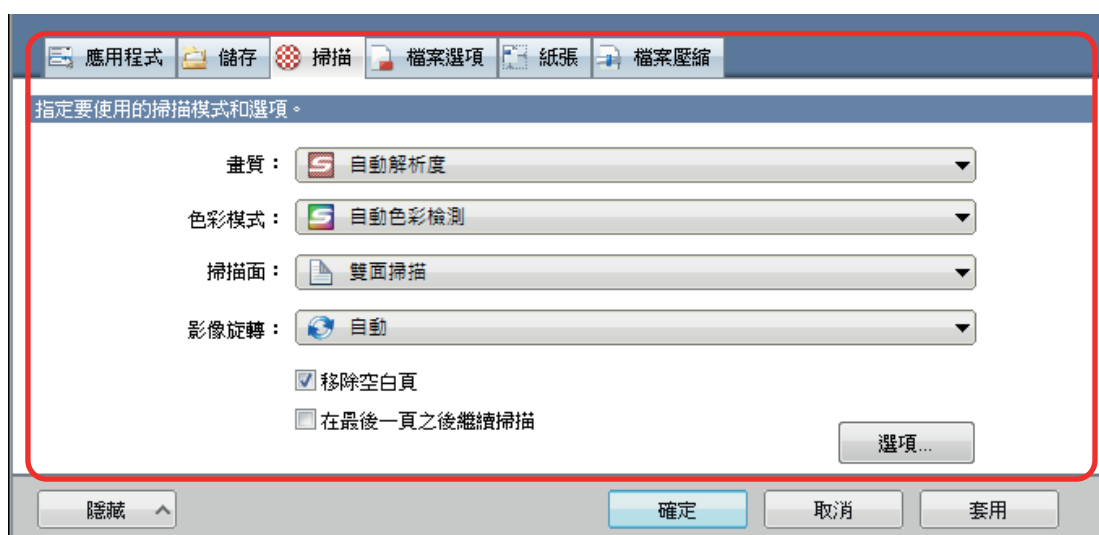 應用程式 儲存 掃描 檔案選項 紙張 檔案壓縮
指定要使用的掃描模式和選項。
畫質： 自動解析度
色彩模式： 自動色彩檢測
掃描面： 雙面掃描
影像旋轉： 自動
移除空白頁
在最後一頁之後繼續掃描
選項...
隱藏 確定 取消 套用